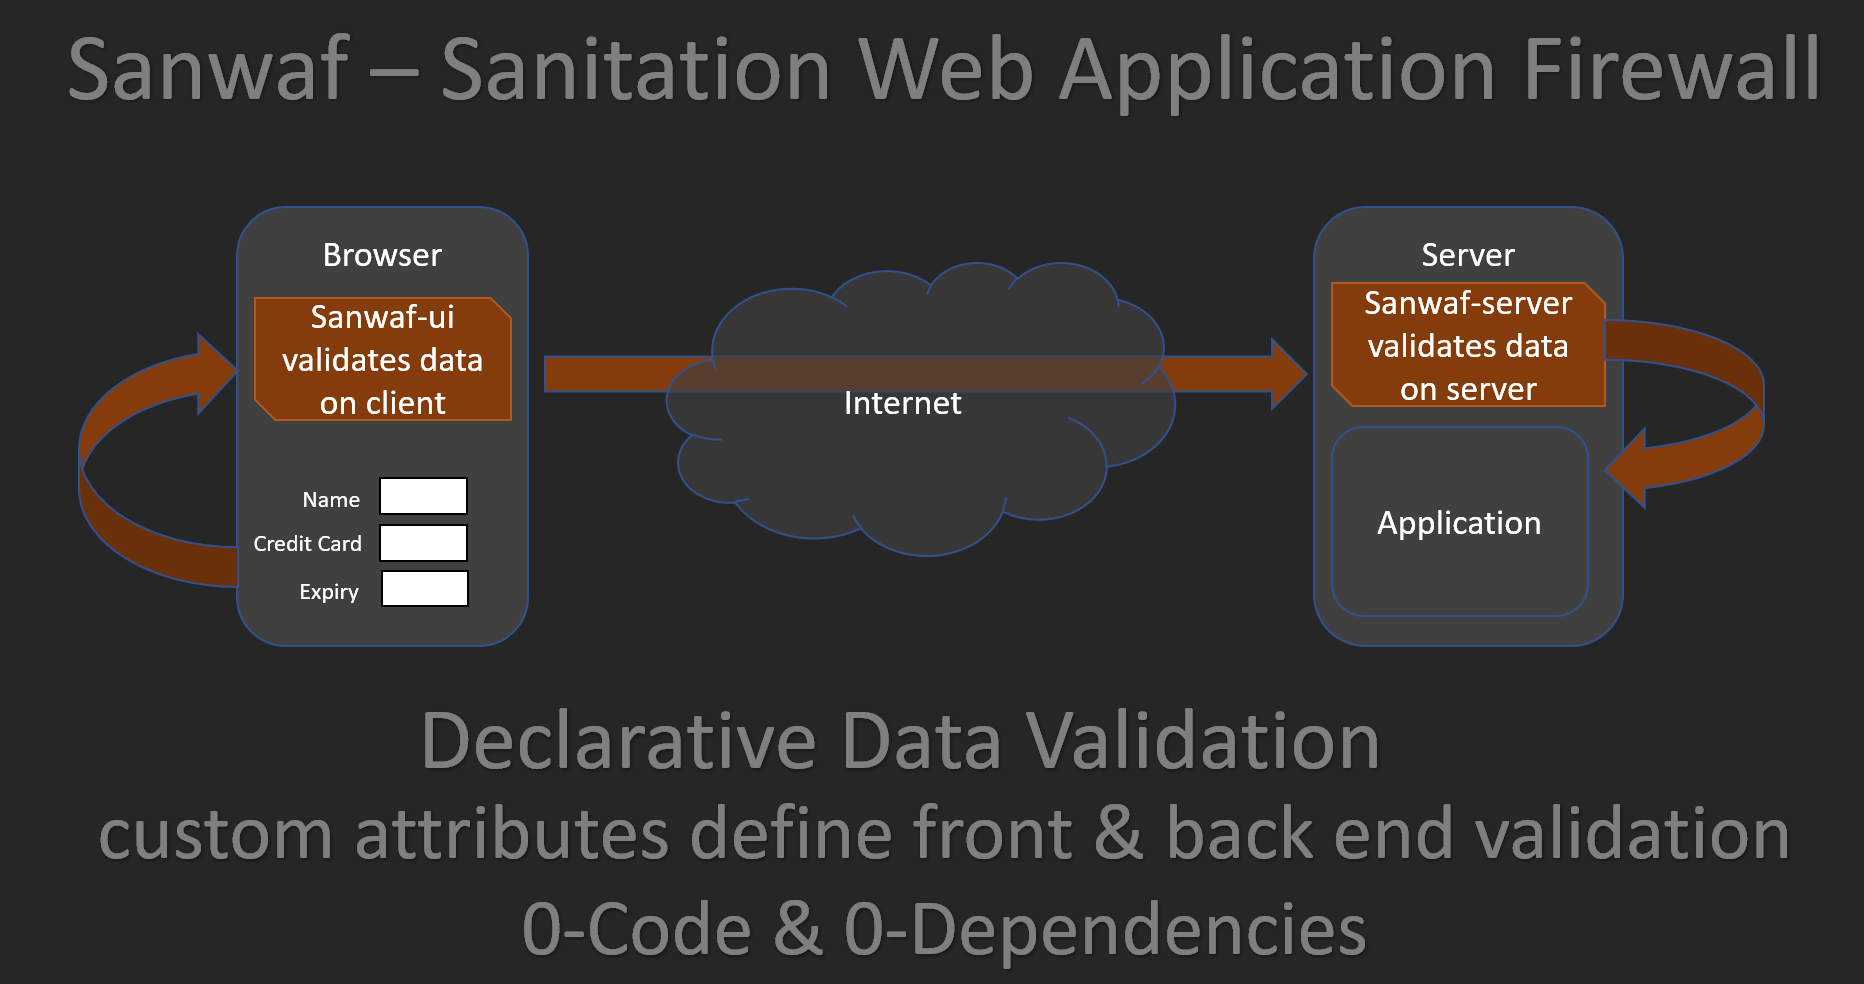 Sanwaf – Sanitation Web Application Firewall
Browser
Sanwaf-ui
validates data
on client
Name
Credit Card
Expiry
Internet
Server
Sanwaf-server
validates data
on server
Application
Declarative Data Validation
custom attributes define front & back end validation
0-Code & 0-Dependencies